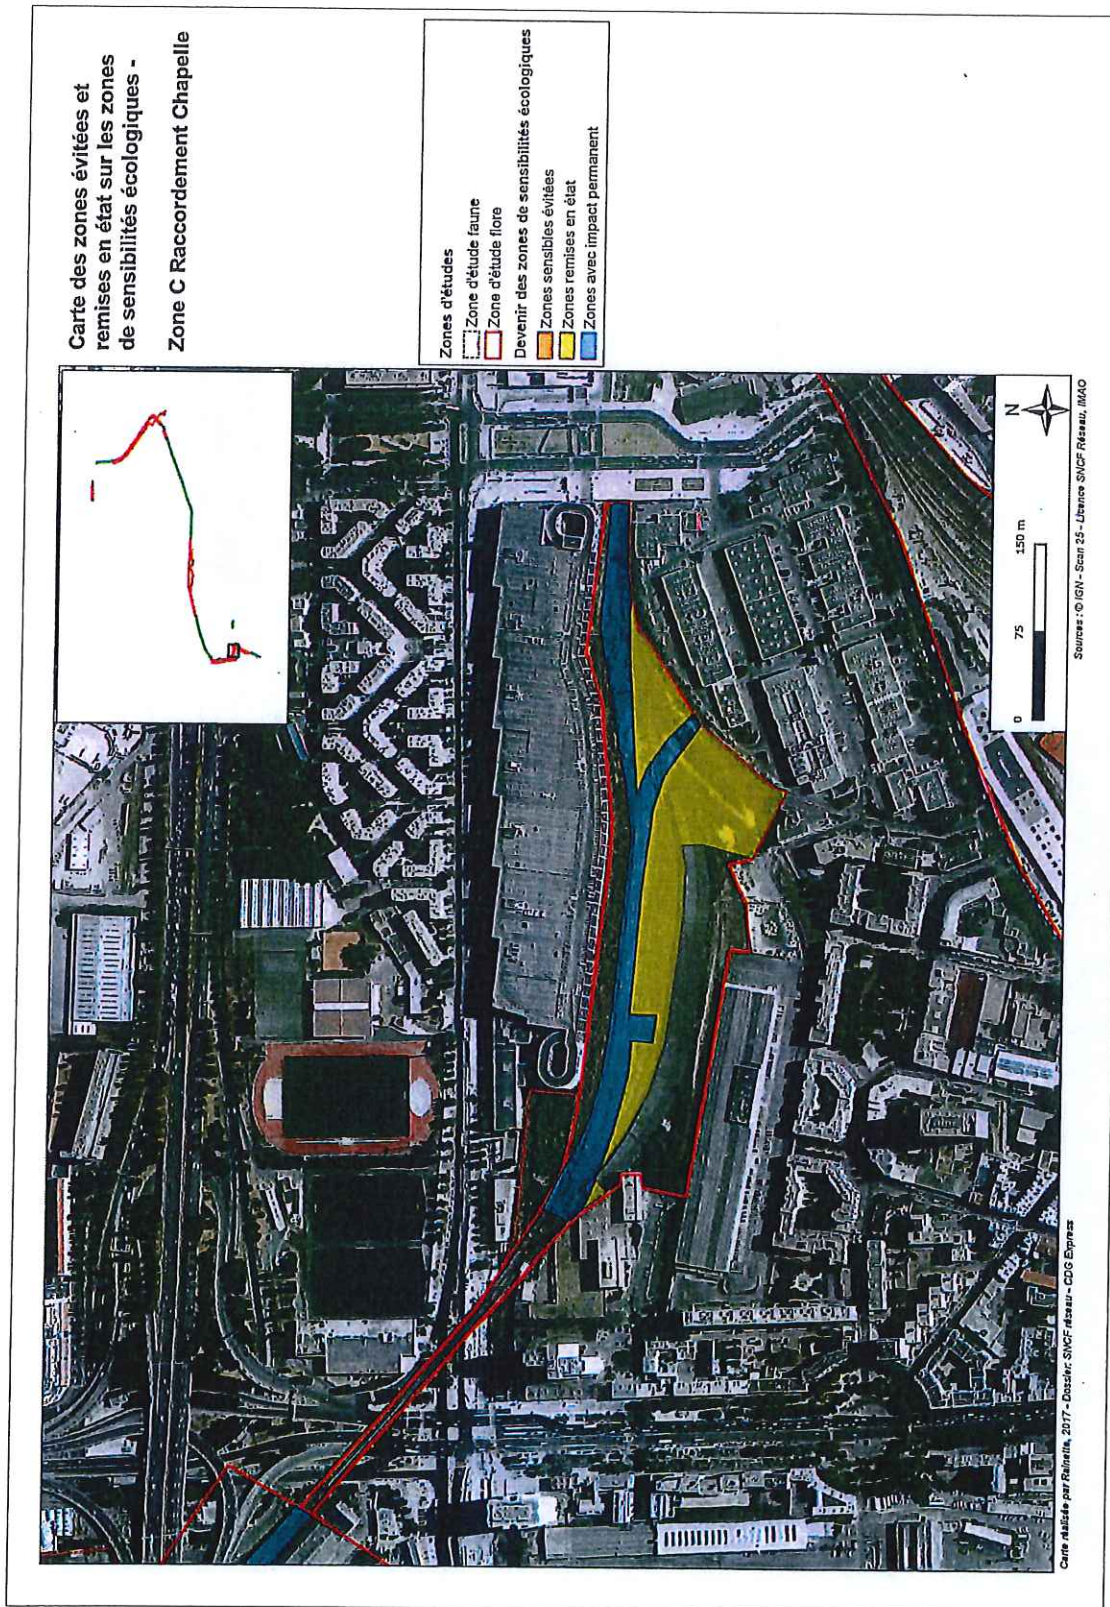 Carte des zones évitées et
remises en état sur les zones
de sensibilités écologiques -
Zone C Raccordement Chapelle
Zones d'études
Zone d'étude faune
Zone d'étude flore
Devenir des zones de sensibilités écologiques
Zones sensibles évitées
Zones remises en état
Zones avec impact permanent
N
0 75 150 m
Sources : © IGN - Scan 25 - Licence SNCF Réseau, IMAO
Carte réalisée par Rainette, 2017 - Dossier: SNCF réseau - CDG Express